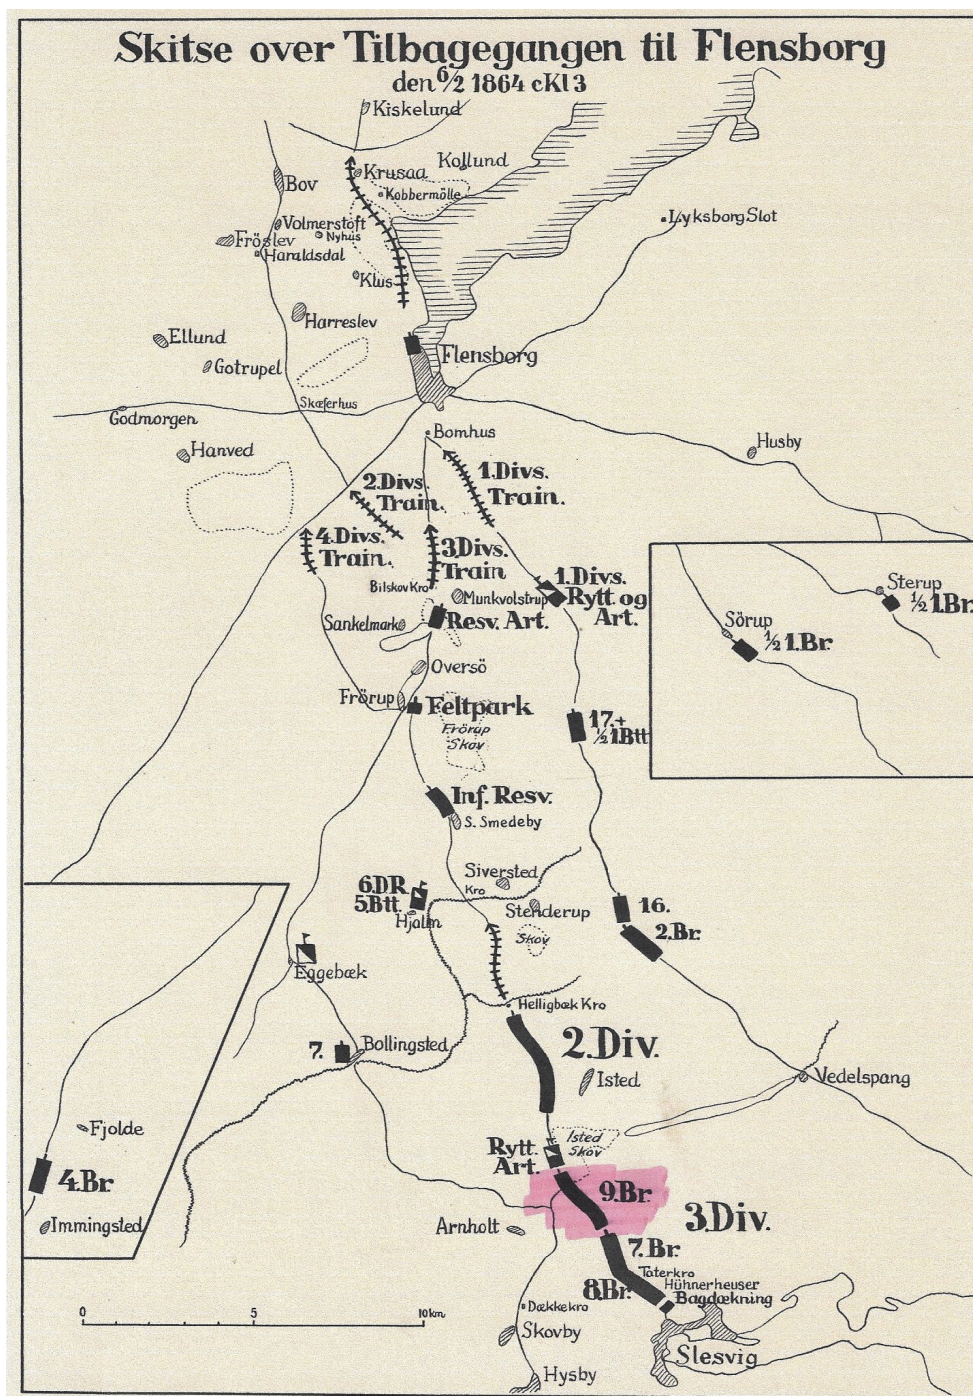 Skitse over Tilbagegangen til Flensborg
den 6/2 1864 cKl 3
Kiskelund
Krusaa
Kollund
Kobbermölle
Bov
Volmerstoft
Nyhus
Fröslev
Haraldsdal
Lyksborg Slot
Klus
Harreslev
Ellund
Flensborg
Gotrupel
Skæferhus
Godmorgen
Bomhus
Husby
Hanved
1.Divs.
Train.
2.Divs.
Train.
4.Divs.
Train.
3.Divs.
Train
1.Divs.
Rytt. og
Art.
Bilskov Kro
Munkvolstrup
Resv. Art.
Sankelmark
Sterup
½ 1.Br.
Sörup
½ 1.Br.
Oversö
Frörup
Feltpark
Frörup
Skov
17.+
½ 1.Btt
Inf. Resv.
S. Smedeby
Siversted
Kro
6.D.R.
5.Btt.
Hjalm
Stenderup
Skov
16.
2.Br.
Eggebæk
Helligbæk Kro
7.
Bollingsted
2.Div.
Isted
Vedelspang
Fjolde
Isted
Skov
Rytt.
Art.
4.Br.
9.Br.
3.Div.
Immingsted
Arnholt
7.Br.
Taterkro
Hühnerheuser
8.Br.
Bagdækning
0 5 10km.
Dækkekro
Skovby
Slesvig
Hysby